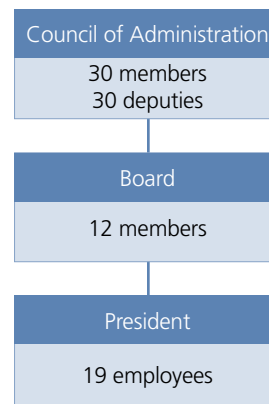 Council of Administration
30 members
30 deputies
Board
12 members
President
19 employees